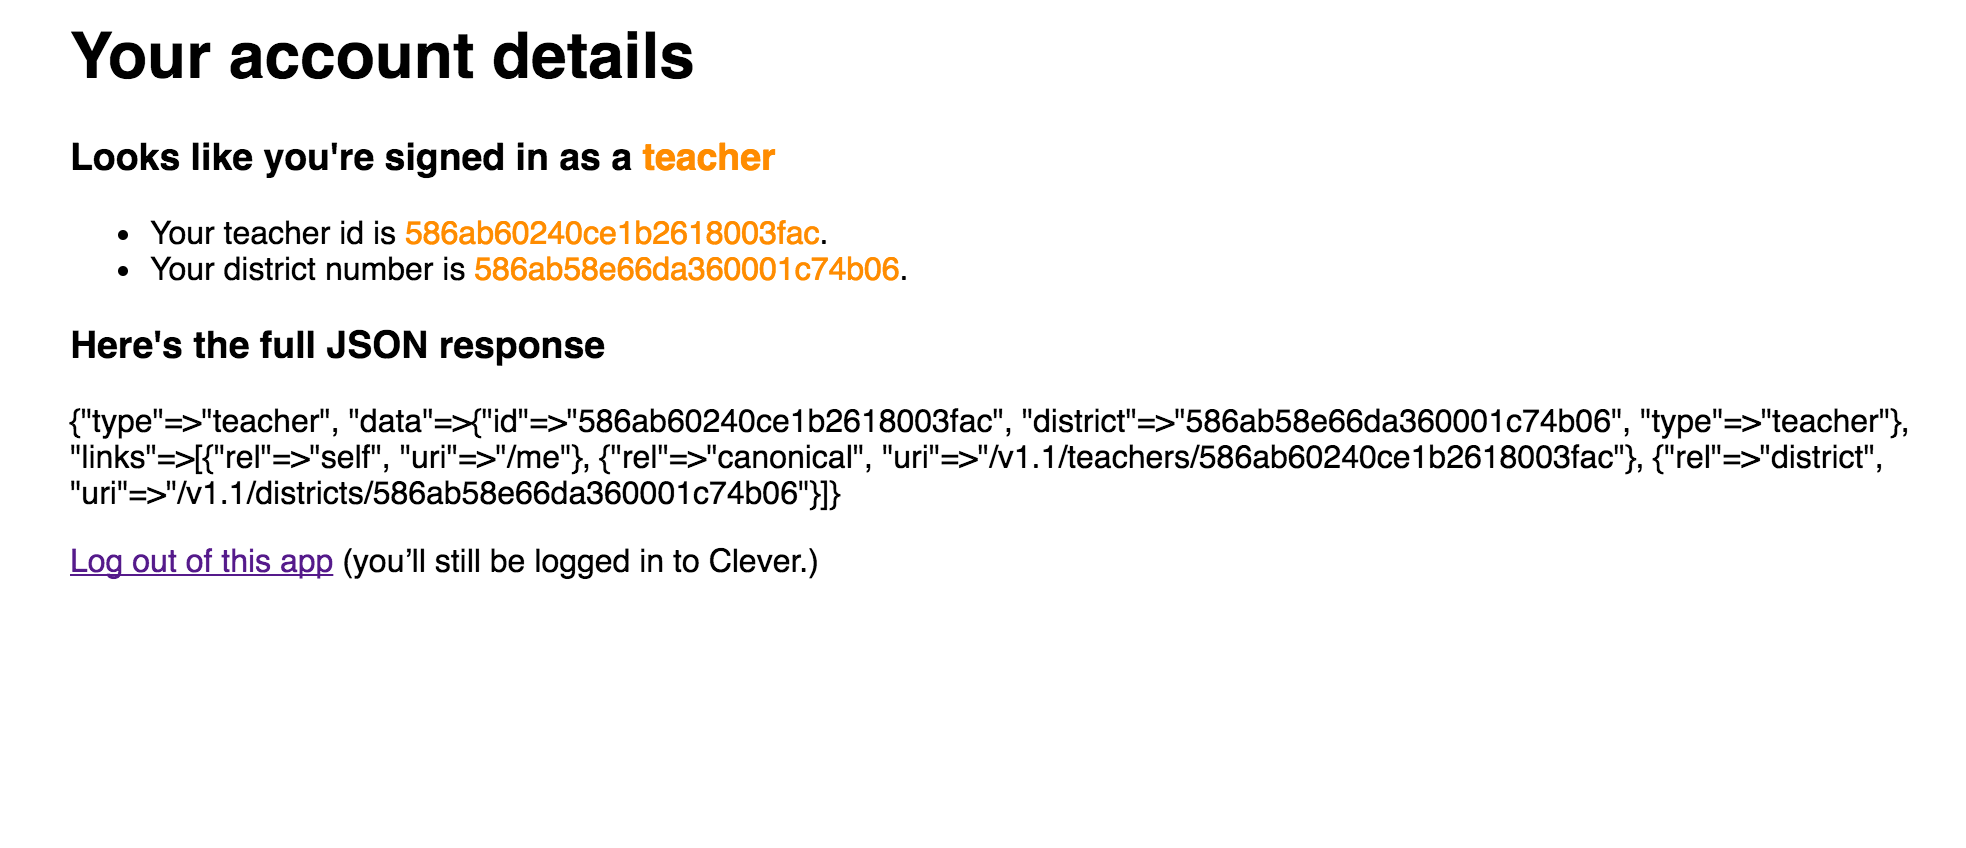 Your account details
Looks like you're signed in as a teacher
• Your teacher id is 586ab60240ce1b2618003fac.
• Your district number is 586ab58e66da360001c74b06.
Here's the full JSON response
{"type"=>"teacher", "data"=>{"id"=>"586ab60240ce1b2618003fac", "district"=>"586ab58e66da360001c74b06", "type"=>"teacher"},
"links"=>[{"rel"=>"self", "uri"=>"/me"}, {"rel"=>"canonical", "uri"=>"/v1.1/teachers/586ab60240ce1b2618003fac"}, {"rel"=>"district",
"uri"=>"/v1.1/districts/586ab58e66da360001c74b06"}]}
Log out of this app (you’ll still be logged in to Clever.)